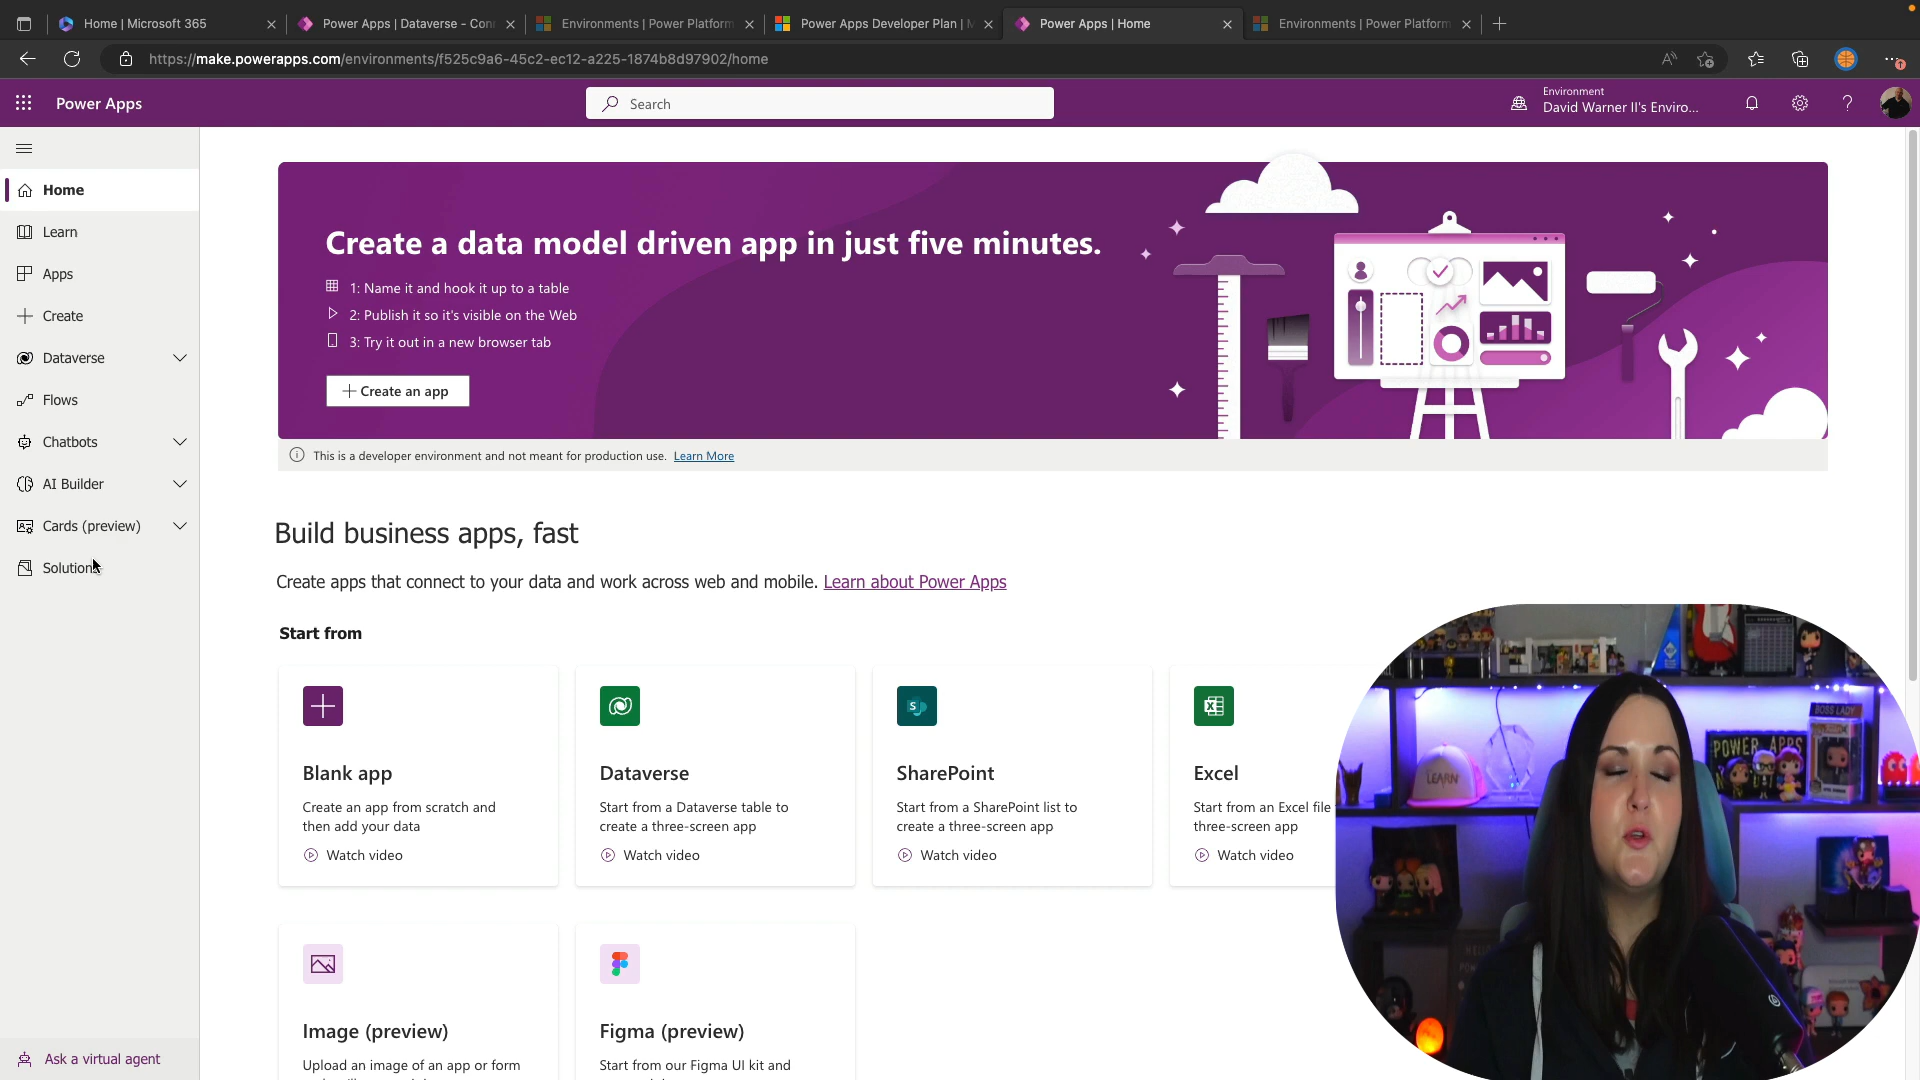 Home | Microsoft 365
Power Apps | Dataverse - Con
Environments | Power Platform
Power Apps Developer Plan | M
Power Apps | Home
Environments | Power Platform
https://make.powerapps.com/environments/f525c9a6-45c2-ec12-a225-1874b8d97902/home
Power Apps
Search
Environment
David Warner II's Enviro...
Home
Learn
Apps
Create
Dataverse
Flows
Chatbots
AI Builder
Cards (preview)
Solution
Ask a virtual agent
Create a data model driven app in just five minutes.
1: Name it and hook it up to a table
2: Publish it so it's visible on the Web
3: Try it out in a new browser tab
Create an app
This is a developer environment and not meant for production use. Learn More
Build business apps, fast
Create apps that connect to your data and work across web and mobile. Learn about Power Apps
Start from
Blank app
Create an app from scratch and
then add your data
Watch video
Dataverse
Start from a Dataverse table to
create a three-screen app
Watch video
SharePoint
Start from a SharePoint list to
create a three-screen app
Watch video
Excel
Start from an Excel file
three-screen app
Watch video
Image (preview)
Upload an image of an app or form
Figma (preview)
Start from our Figma UI kit and
BOSS LADY
POWER APPS
LEARN